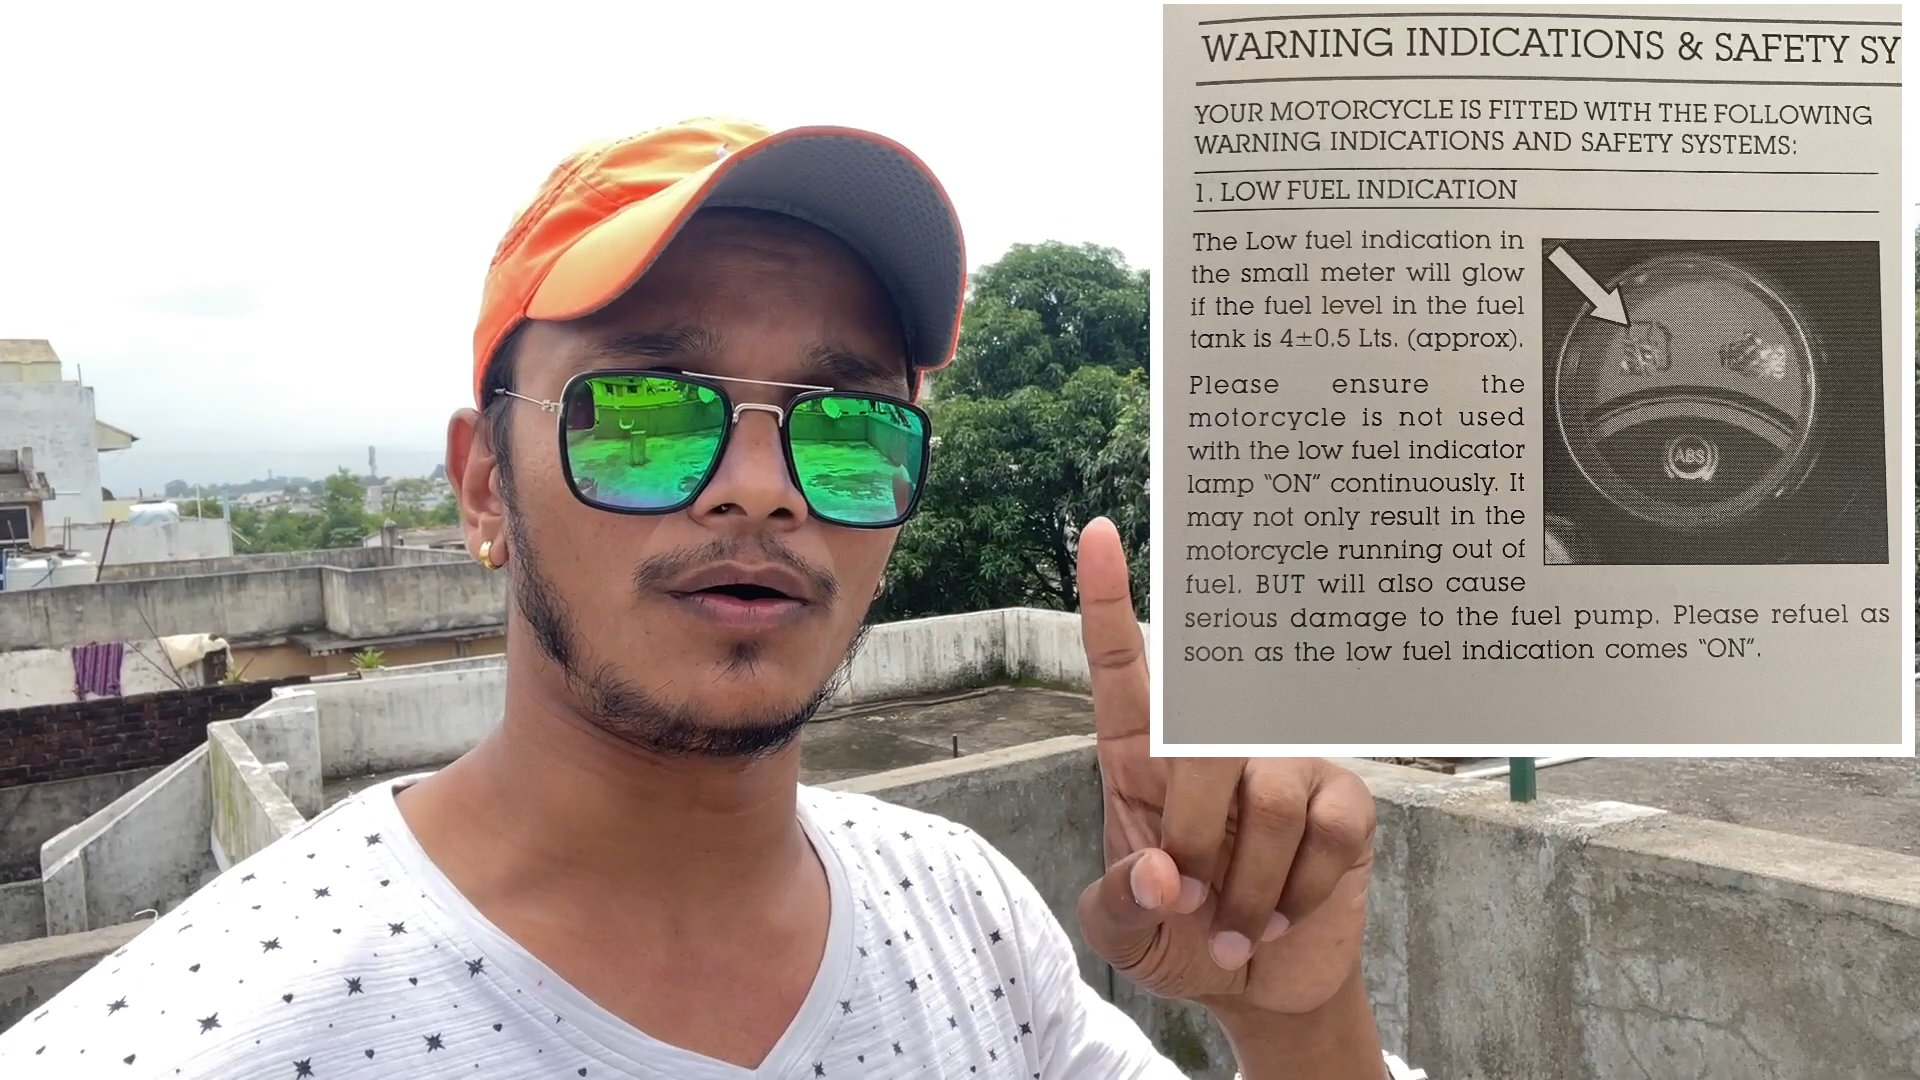 WARNING INDICATIONS & SAFETY SY
YOUR MOTORCYCLE IS FITTED WITH THE FOLLOWING
WARNING INDICATIONS AND SAFETY SYSTEMS:
1. LOW FUEL INDICATION
The Low fuel indication in
the small meter will glow
if the fuel level in the fuel
tank is 4±0.5 Lts. (approx).
Please ensure the
motorcycle is not used
with the low fuel indicator
lamp "ON" continuously. It
may not only result in the
motorcycle running out of
fuel. BUT will also cause
serious damage to the fuel pump. Please refuel as
soon as the low fuel indication comes "ON".
ABS